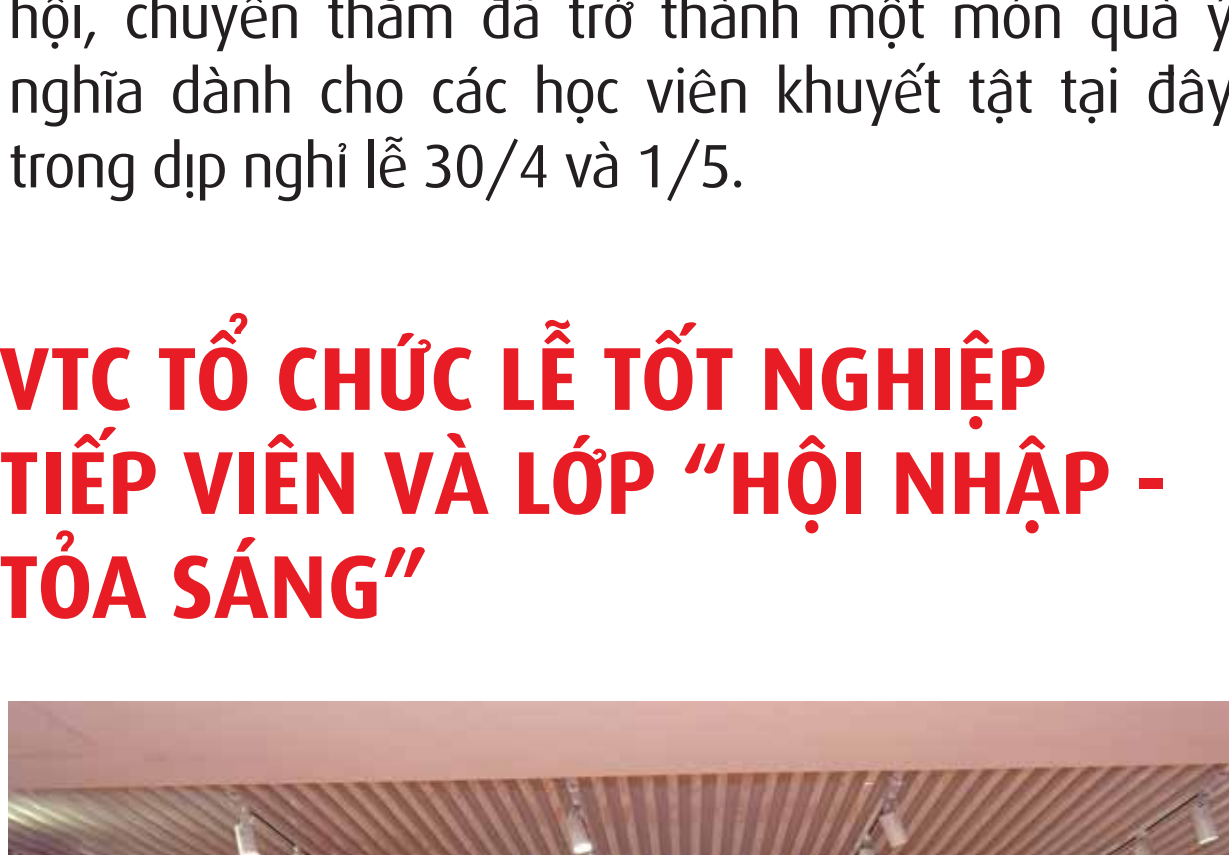 hội, chuyến thăm đã trở thành một món quà ý
nghĩa dành cho các học viên khuyết tật tại đây
trong dịp nghỉ lễ 30/4 và 1/5.
VTC TỔ CHỨC LỄ TỐT NGHIỆP
TIẾP VIÊN VÀ LỚP “HỘI NHẬP -
TỎA SÁNG”